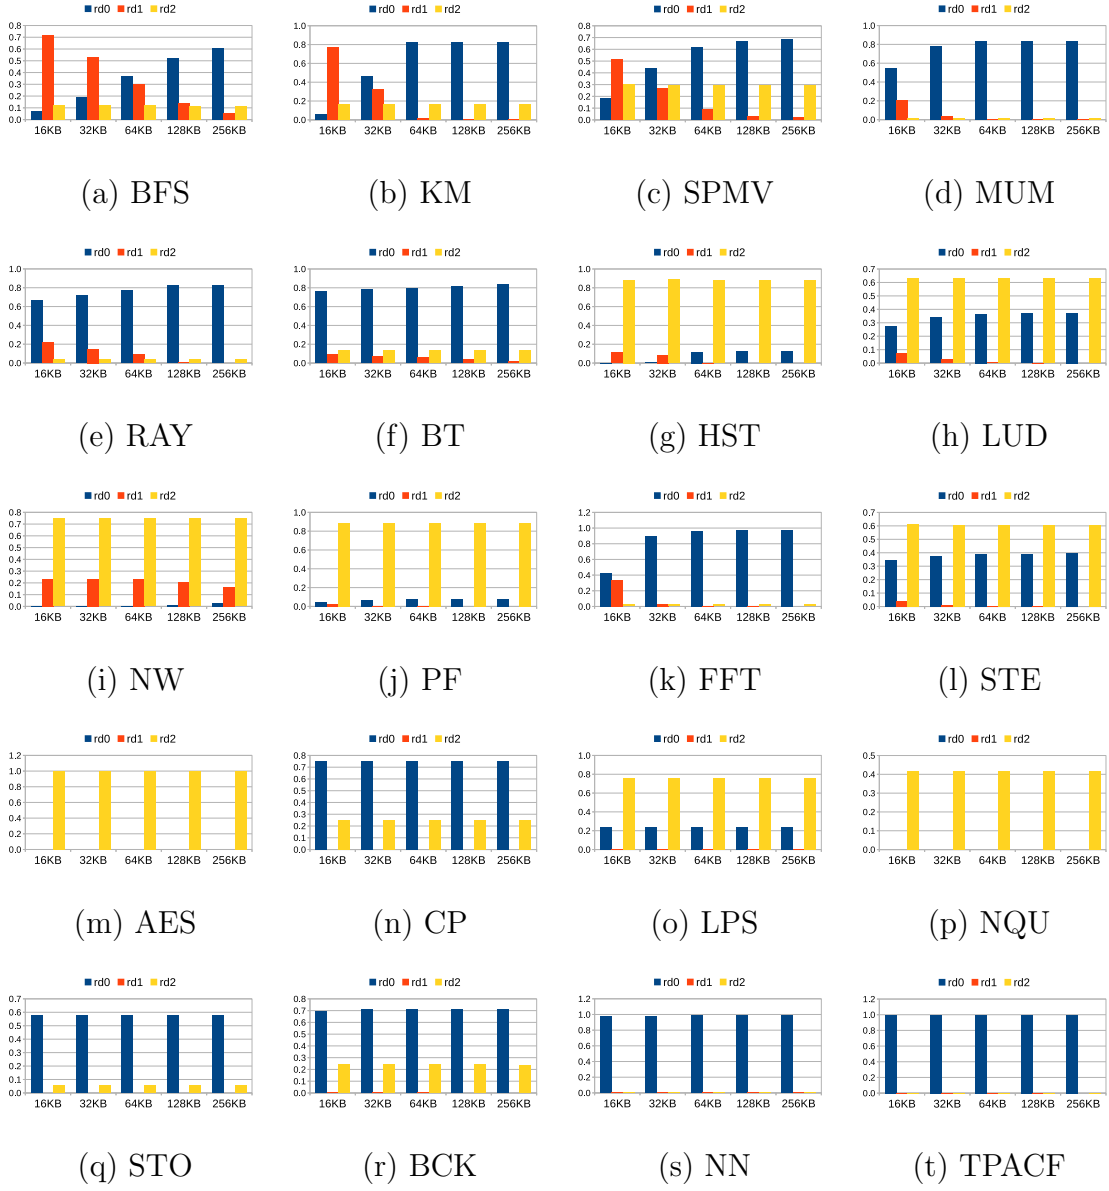 rd0 rd1 rd2
0.8
0.7
0.6
0.5
0.4
0.3
0.2
0.1
0.0
16KB 32KB 64KB 128KB 256KB
(a) BFS
rd0 rd1 rd2
1.0
0.8
0.6
0.4
0.2
0.0
16KB 32KB 64KB 128KB 256KB
(b) KM
rd0 rd1 rd2
0.8
0.7
0.6
0.5
0.4
0.3
0.2
0.1
0.0
16KB 32KB 64KB 128KB 256KB
(c) SPMV
rd0 rd1 rd2
1.0
0.8
0.6
0.4
0.2
0.0
16KB 32KB 64KB 128KB 256KB
(d) MUM
rd0 rd1 rd2
1.0
0.8
0.6
0.4
0.2
0.0
16KB 32KB 64KB 128KB 256KB
(e) RAY
rd0 rd1 rd2
1.0
0.8
0.6
0.4
0.2
0.0
16KB 32KB 64KB 128KB 256KB
(f) BT
rd0 rd1 rd2
1.0
0.8
0.6
0.4
0.2
0.0
16KB 32KB 64KB 128KB 256KB
(g) HST
rd0 rd1 rd2
0.7
0.6
0.5
0.4
0.3
0.2
0.1
0.0
16KB 32KB 64KB 128KB 256KB
(h) LUD
rd0 rd1 rd2
0.8
0.7
0.6
0.5
0.4
0.3
0.2
0.1
0.0
16KB 32KB 64KB 128KB 256KB
(i) NW
rd0 rd1 rd2
1.0
0.8
0.6
0.4
0.2
0.0
16KB 32KB 64KB 128KB 256KB
(j) PF
rd0 rd1 rd2
1.2
1.0
0.8
0.6
0.4
0.2
0.0
16KB 32KB 64KB 128KB 256KB
(k) FFT
rd0 rd1 rd2
0.7
0.6
0.5
0.4
0.3
0.2
0.1
0.0
16KB 32KB 64KB 128KB 256KB
(l) STE
rd0 rd1 rd2
1.2
1.0
0.8
0.6
0.4
0.2
0.0
16KB 32KB 64KB 128KB 256KB
(m) AES
rd0 rd1 rd2
0.8
0.7
0.6
0.5
0.4
0.3
0.2
0.1
0.0
16KB 32KB 64KB 128KB 256KB
(n) CP
rd0 rd1 rd2
1.0
0.8
0.6
0.4
0.2
0.0
16KB 32KB 64KB 128KB 256KB
(o) LPS
rd0 rd1 rd2
0.5
0.4
0.3
0.2
0.1
0.0
16KB 32KB 64KB 128KB 256KB
(p) NQU
rd0 rd1 rd2
0.7
0.6
0.5
0.4
0.3
0.2
0.1
0.0
16KB 32KB 64KB 128KB 256KB
(q) STO
rd0 rd1 rd2
0.8
0.7
0.6
0.5
0.4
0.3
0.2
0.1
0.0
16KB 32KB 64KB 128KB 256KB
(r) BCK
rd0 rd1 rd2
1.2
1.0
0.8
0.6
0.4
0.2
0.0
16KB 32KB 64KB 128KB 256KB
(s) NN
rd0 rd1 rd2
1.2
1.0
0.8
0.6
0.4
0.2
0.0
16KB 32KB 64KB 128KB 256KB
(t) TPACF